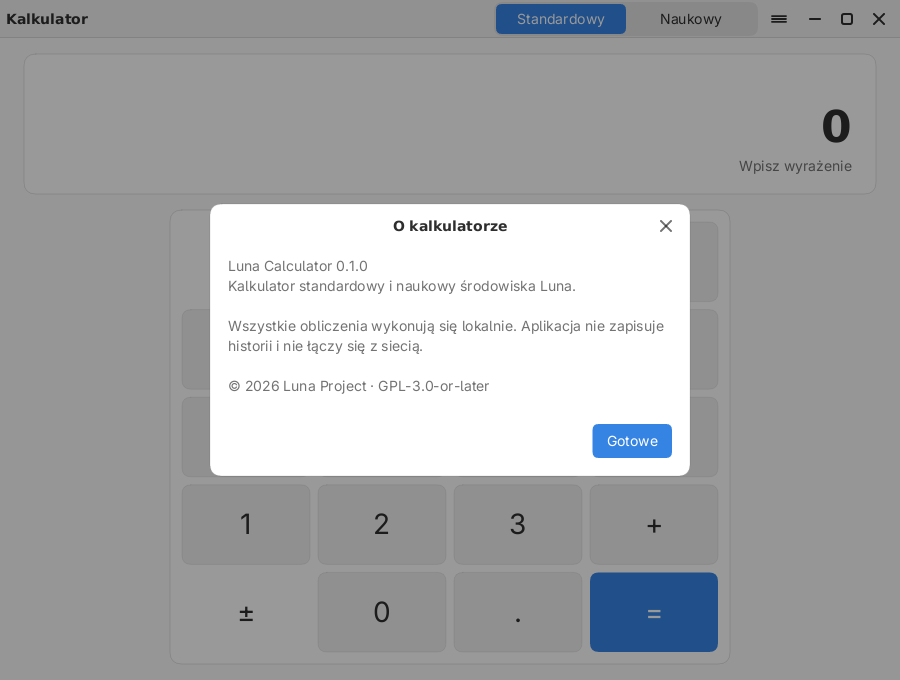 Kalkulator
Standardowy
Naukowy
0
Wpisz wyrażenie
O kalkulatorze
Luna Calculator 0.1.0
Kalkulator standardowy i naukowy środowiska Luna.
Wszystkie obliczenia wykonują się lokalnie. Aplikacja nie zapisuje
historii i nie łączy się z siecią.
© 2026 Luna Project · GPL-3.0-or-later
Gotowe
1 2 3 +
± 0 . =